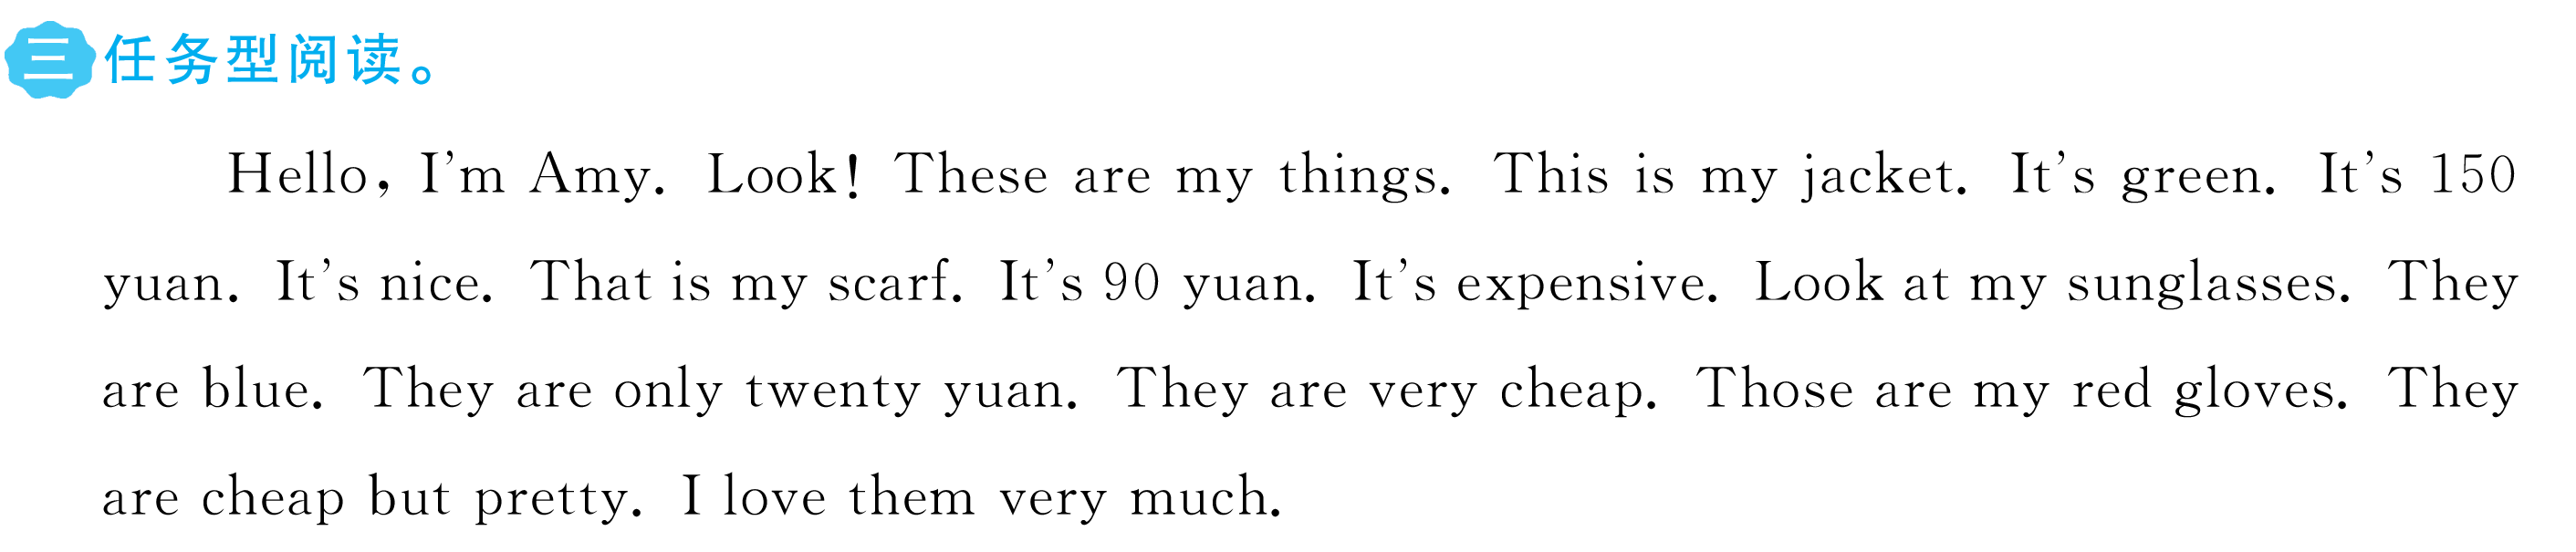 三 任务型阅读。
Hello, I'm Amy. Look! These are my things. This is my jacket. It's green. It's 150
yuan. It's nice. That is my scarf. It's 90 yuan. It's expensive. Look at my sunglasses. They
are blue. They are only twenty yuan. They are very cheap. Those are my red gloves. They
are cheap but pretty. I love them very much.